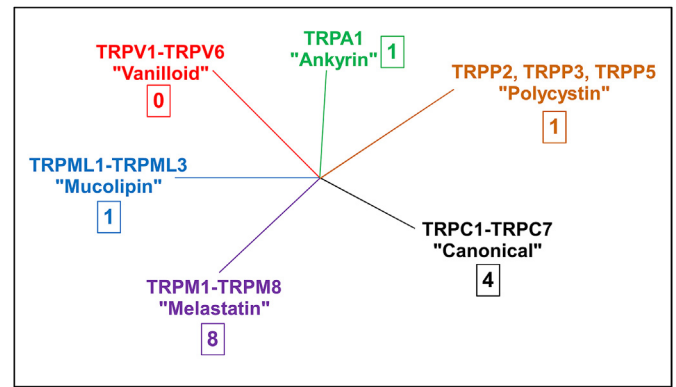 TRPV1-TRPV6
"Vanilloid"
0
TRPA1
"Ankyrin"
1
TRPP2, TRPP3, TRPP5
"Polycystin"
1
TRPML1-TRPML3
"Mucolipin"
1
TRPC1-TRPC7
"Canonical"
4
TRPM1-TRPM8
"Melastatin"
8